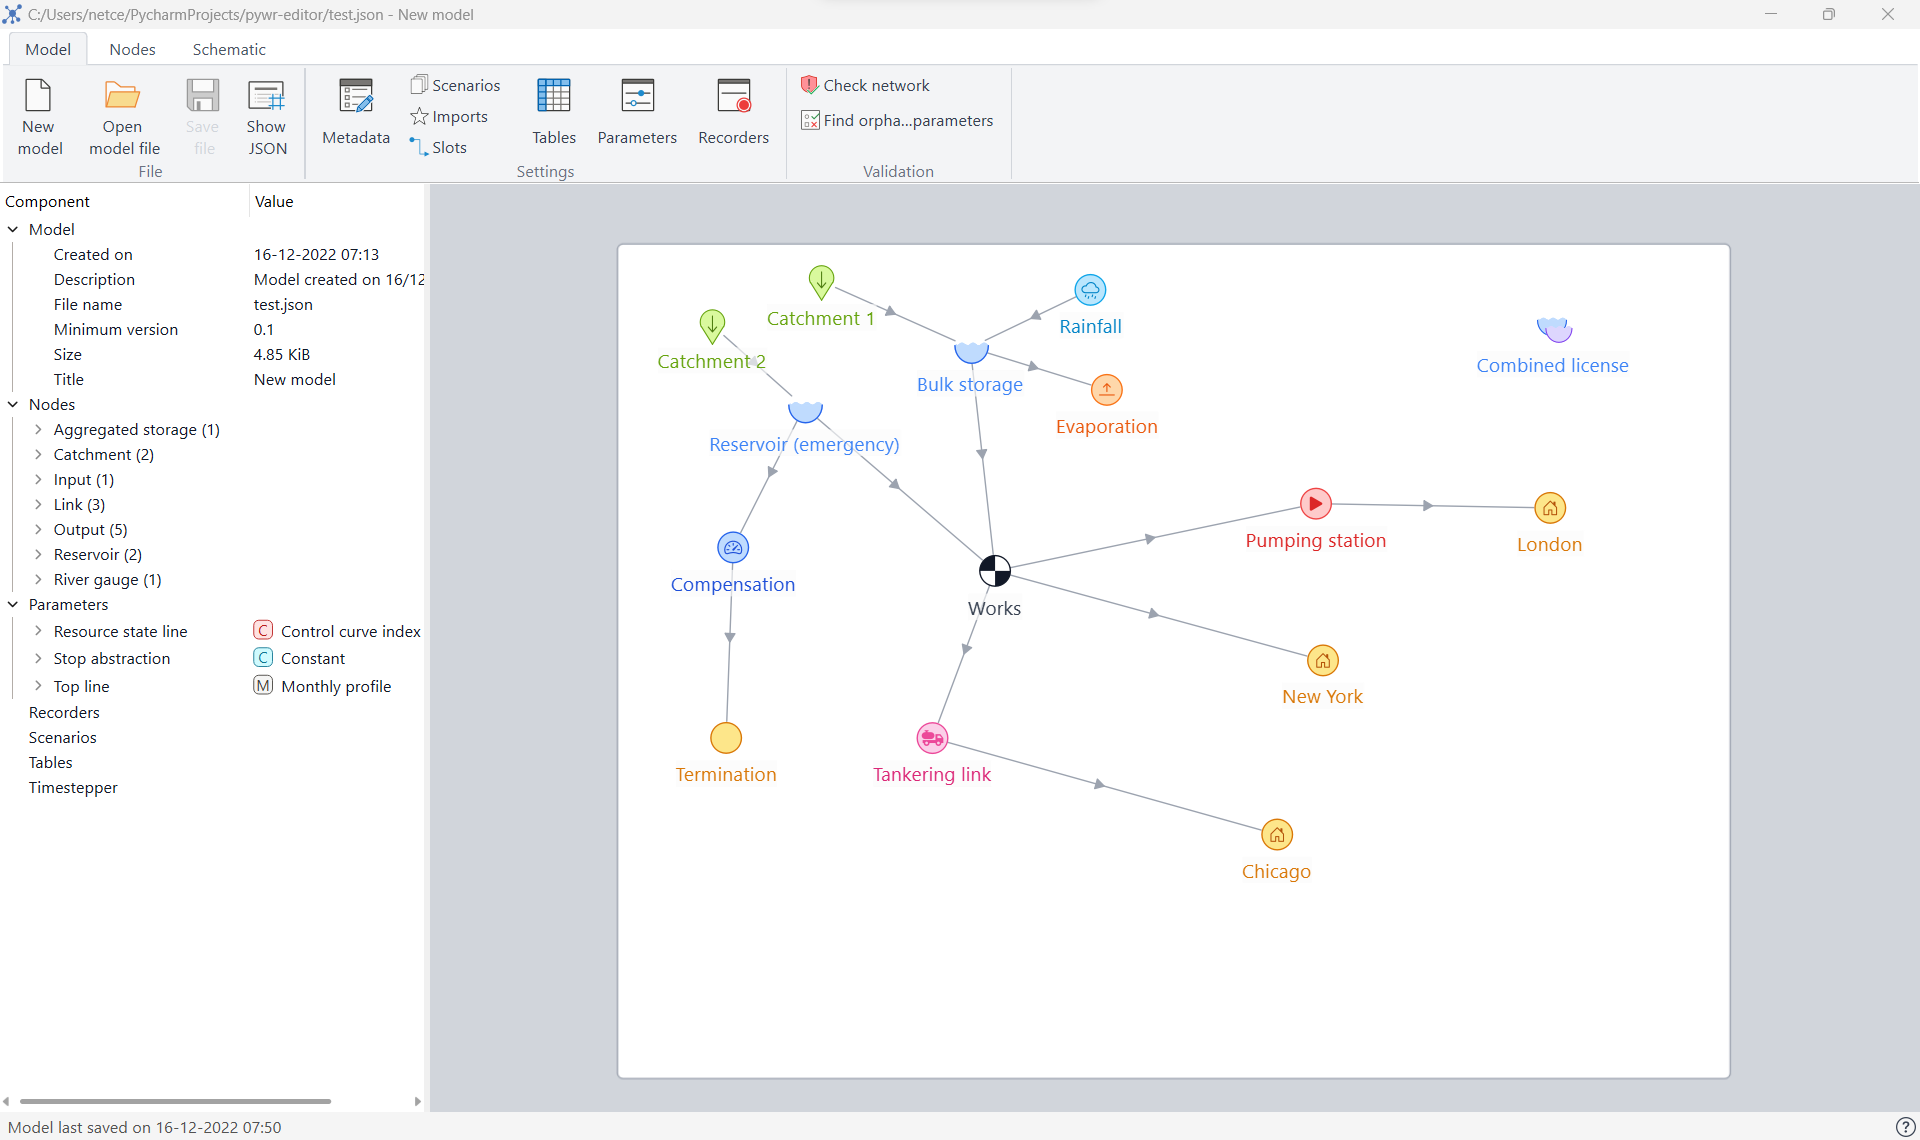 C:/Users/netce/PycharmProjects/pywr-editor/test.json - New model
Model Nodes Schematic
New model
Open model file
Save file
Show JSON
File
Metadata
Scenarios
Imports
Slots
Tables
Parameters
Recorders
Settings
Check network
Find orpha...parameters
Validation
Component Value
Model
Created on 16-12-2022 07:13
Description Model created on 16/12
File name test.json
Minimum version 0.1
Size 4.85 KiB
Title New model
Nodes
Aggregated storage (1)
Catchment (2)
Input (1)
Link (3)
Output (5)
Reservoir (2)
River gauge (1)
Parameters
Resource state line C Control curve index
Stop abstraction C Constant
Top line M Monthly profile
Recorders
Scenarios
Tables
Timestepper
Catchment 1
Rainfall
Catchment 2
Combined license
Bulk storage
Evaporation
Reservoir (emergency)
Pumping station
London
Compensation
Works
New York
Termination
Tankering link
Chicago
Model last saved on 16-12-2022 07:50
?